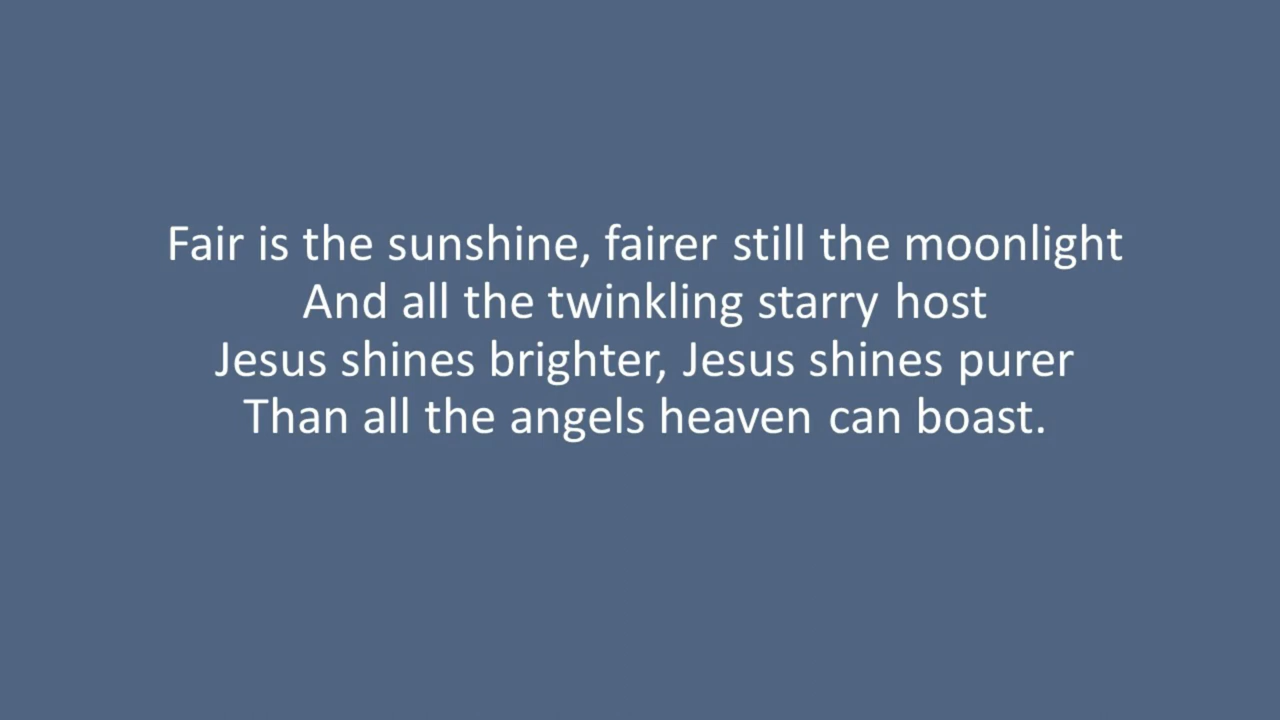 Fair is the sunshine, fairer still the moonlight
And all the twinkling starry host
Jesus shines brighter, Jesus shines purer
Than all the angels heaven can boast.